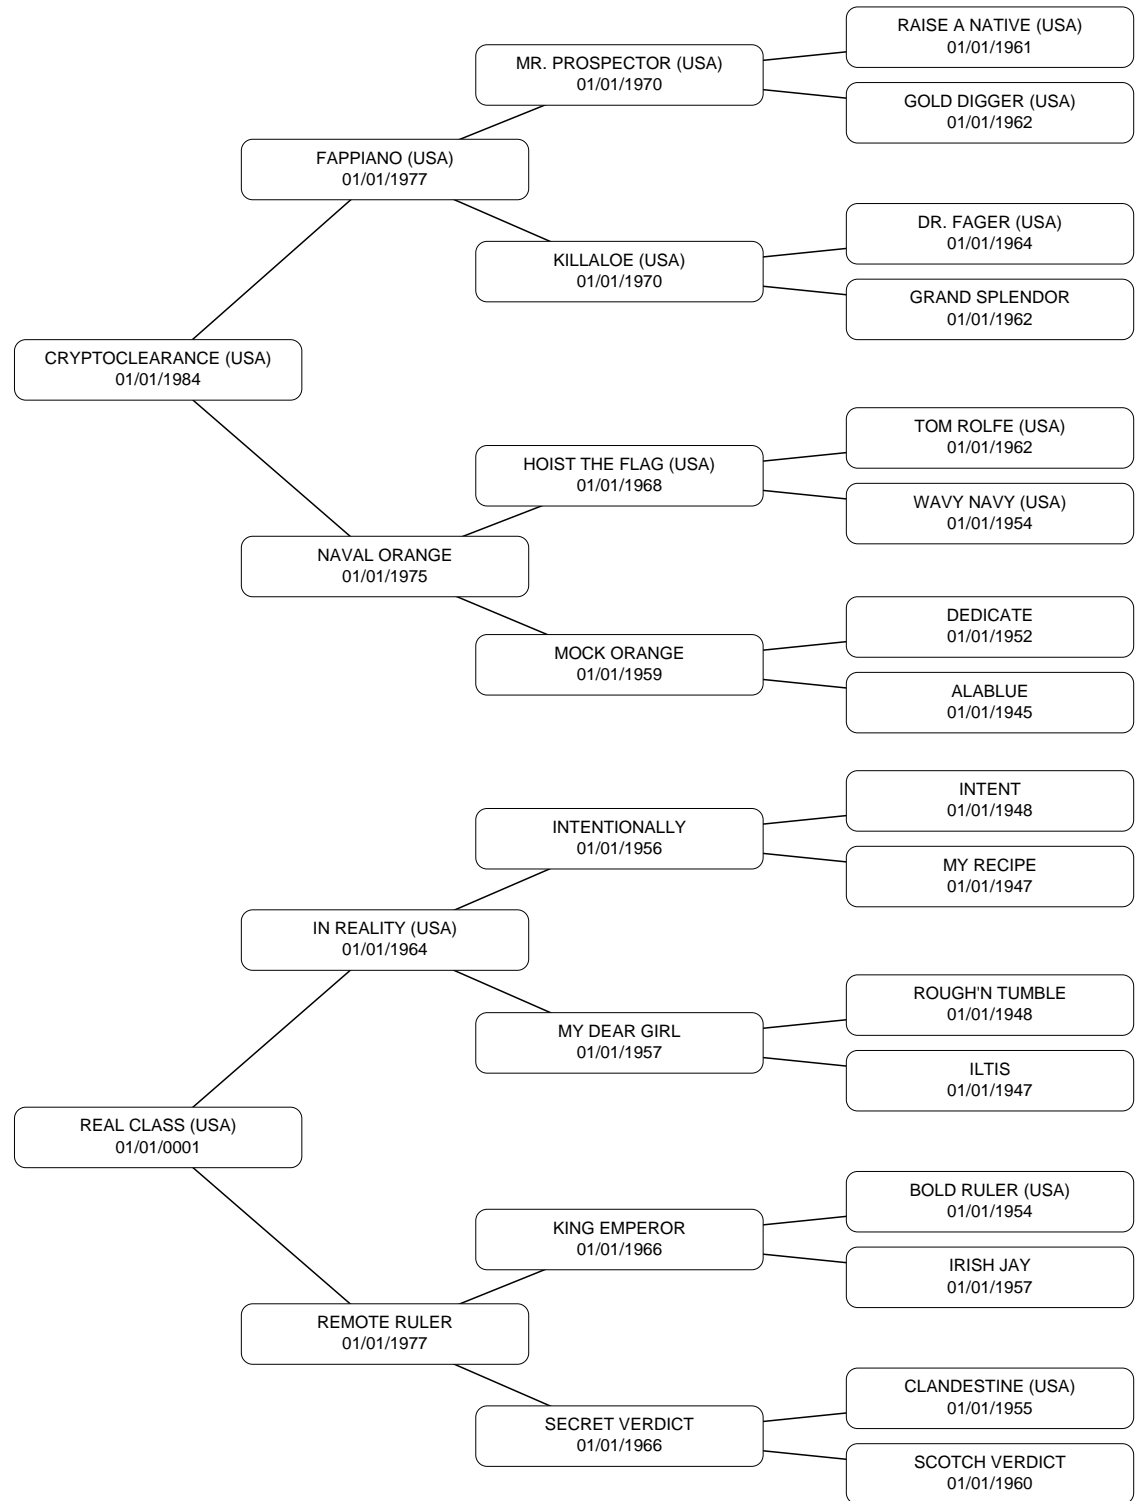 RAISE A NATIVE (USA)
01/01/1961
MR. PROSPECTOR (USA)
01/01/1970
GOLD DIGGER (USA)
01/01/1962
FAPPIANO (USA)
01/01/1977
DR. FAGER (USA)
01/01/1964
KILLALOE (USA)
01/01/1970
GRAND SPLENDOR
01/01/1962
CRYPTOCLEARANCE (USA)
01/01/1984
TOM ROLFE (USA)
01/01/1962
HOIST THE FLAG (USA)
01/01/1968
WAVY NAVY (USA)
01/01/1954
NAVAL ORANGE
01/01/1975
DEDICATE
01/01/1952
MOCK ORANGE
01/01/1959
ALABLUE
01/01/1945
INTENT
01/01/1948
INTENTIONALLY
01/01/1956
MY RECIPE
01/01/1947
IN REALITY (USA)
01/01/1964
ROUGH'N TUMBLE
01/01/1948
MY DEAR GIRL
01/01/1957
ILTIS
01/01/1947
REAL CLASS (USA)
01/01/0001
BOLD RULER (USA)
01/01/1954
KING EMPEROR
01/01/1966
IRISH JAY
01/01/1957
REMOTE RULER
01/01/1977
CLANDESTINE (USA)
01/01/1955
SECRET VERDICT
01/01/1966
SCOTCH VERDICT
01/01/1960